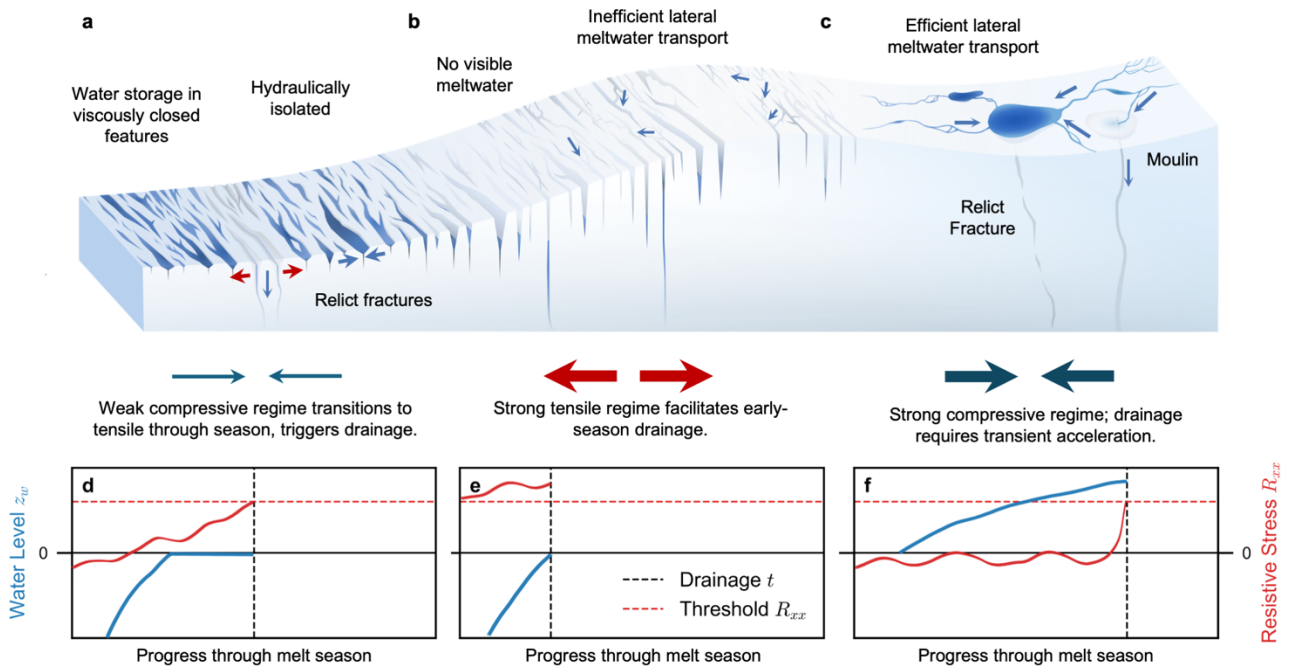 a
b
c
Inefficient lateral
meltwater transport
Efficient lateral
meltwater transport
No visible
meltwater
Hydraulically
isolated
Water storage in
viscously closed
features
Moulin
Relict
Fracture
Relict fractures
Weak compressive regime transitions to
tensile through season, triggers drainage.
Strong tensile regime facilitates early-
season drainage.
Strong compressive regime; drainage
requires transient acceleration.
d
e
f
Water Level z_w
0
Drainage t
Threshold R_xx
0
Resistive Stress R_xx
Progress through melt season
Progress through melt season
Progress through melt season